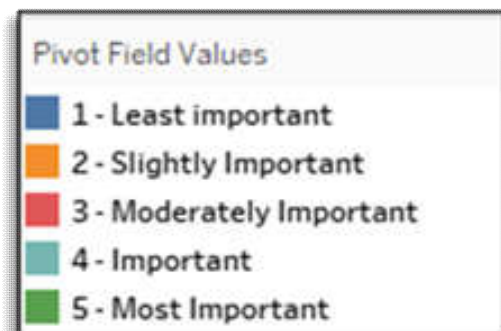 Pivot Field Values
1 - Least important
2 - Slightly Important
3 - Moderately Important
4 - Important
5 - Most Important